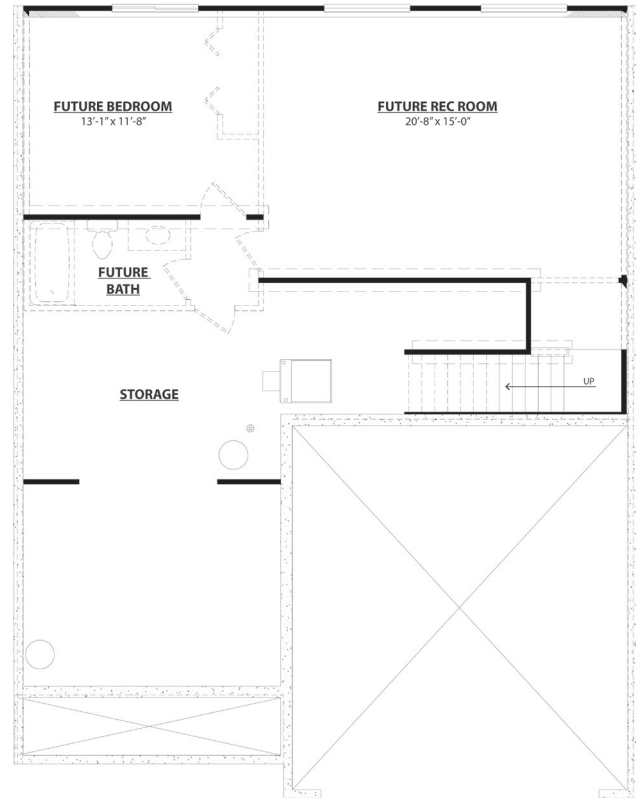 FUTURE BEDROOM
13'-1" x 11'-8"
FUTURE REC ROOM
20'-8" x 15'-0"
FUTURE
BATH
UP
STORAGE